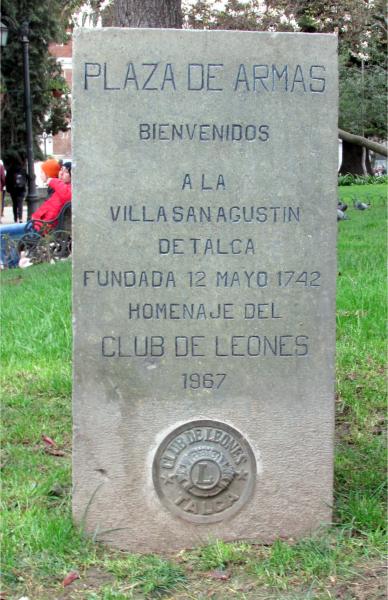 PLAZA DE ARMAS
BIENVENIDOS
A LA
VILLA SAN AGUSTIN
DE TALCA
FUNDADA 12 MAYO 1742
HOMENAJE DEL
CLUB DE LEONES
1967
CLUB DE LEONES
L
TALCA